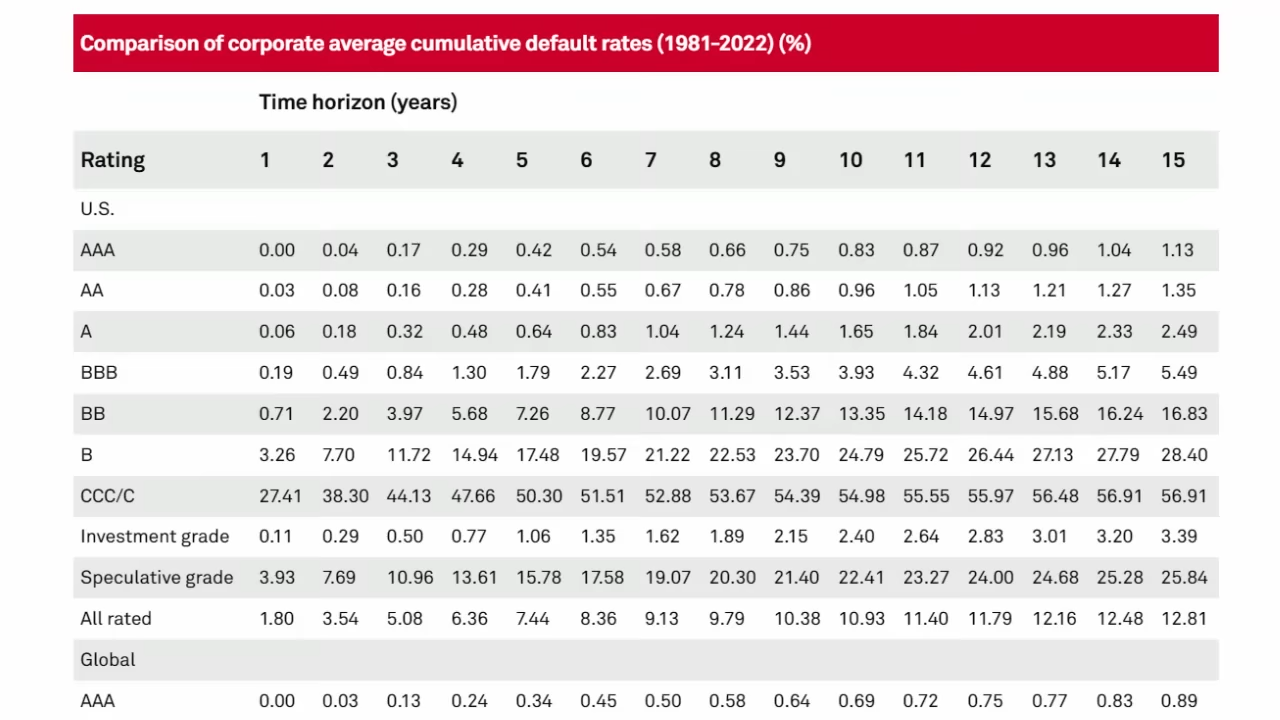 Comparison of corporate average cumulative default rates (1981-2022) (%)
Time horizon (years)
Rating 1 2 3 4 5 6 7 8 9 10 11 12 13 14 15
U.S.
AAA 0.00 0.04 0.17 0.29 0.42 0.54 0.58 0.66 0.75 0.83 0.87 0.92 0.96 1.04 1.13
AA 0.03 0.08 0.16 0.28 0.41 0.55 0.67 0.78 0.86 0.96 1.05 1.13 1.21 1.27 1.35
A 0.06 0.18 0.32 0.48 0.64 0.83 1.04 1.24 1.44 1.65 1.84 2.01 2.19 2.33 2.49
BBB 0.19 0.49 0.84 1.30 1.79 2.27 2.69 3.11 3.53 3.93 4.32 4.61 4.88 5.17 5.49
BB 0.71 2.20 3.97 5.68 7.26 8.77 10.07 11.29 12.37 13.35 14.18 14.97 15.68 16.24 16.83
B 3.26 7.70 11.72 14.94 17.48 19.57 21.22 22.53 23.70 24.79 25.72 26.44 27.13 27.79 28.40
CCC/C 27.41 38.30 44.13 47.66 50.30 51.51 52.88 53.67 54.39 54.98 55.55 55.97 56.48 56.91 56.91
Investment grade 0.11 0.29 0.50 0.77 1.06 1.35 1.62 1.89 2.15 2.40 2.64 2.83 3.01 3.20 3.39
Speculative grade 3.93 7.69 10.96 13.61 15.78 17.58 19.07 20.30 21.40 22.41 23.27 24.00 24.68 25.28 25.84
All rated 1.80 3.54 5.08 6.36 7.44 8.36 9.13 9.79 10.38 10.93 11.40 11.79 12.16 12.48 12.81
Global
AAA 0.00 0.03 0.13 0.24 0.34 0.45 0.50 0.58 0.64 0.69 0.72 0.75 0.77 0.83 0.89